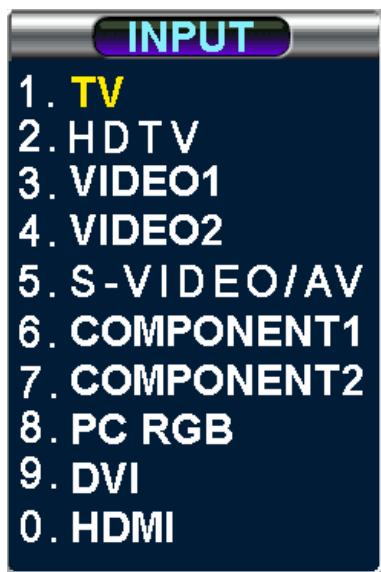 INPUT
1. TV
2. HDTV
3. VIDEO1
4. VIDEO2
5. S-VIDEO/AV
6. COMPONENT1
7. COMPONENT2
8. PC RGB
9. DVI
0. HDMI